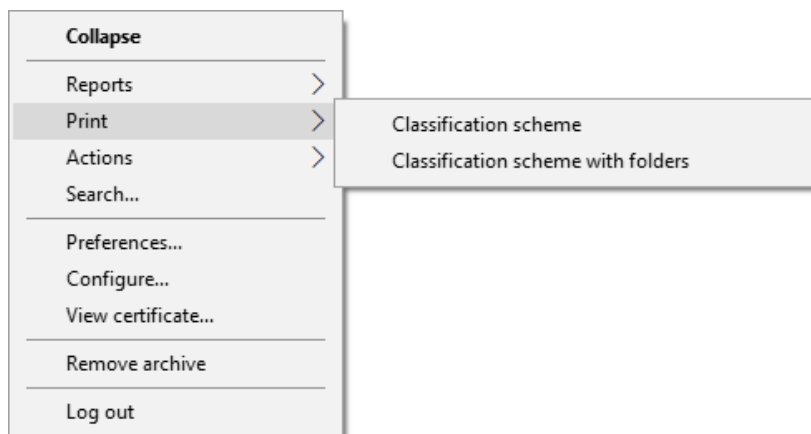 Collapse
Reports
Print
Actions
Search...
Preferences...
Configure...
View certificate...
Remove archive
Log out
Classification scheme
Classification scheme with folders